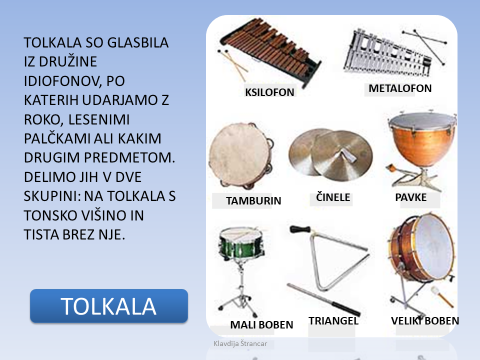 TOLKALA SO GLASBILA
IZ DRUŽINE
IDIOFONOV, PO
KATERIH UDARJAMO Z
ROKO, LESENIMI
PALČKAMI ALI KAKIM
DRUGIM PREDMETOM.
DELIMO JIH V DVE
SKUPINI: NA TOLKALA S
TONSKO VIŠINO IN
TISTA BREZ NJE.
TOLKALA
KSILOFON
METALOFON
TAMBURIN
ČINELE
PAVKE
MALI BOBEN
TRIANGEL
VELIKI BOBEN
Klavdija Štrancar